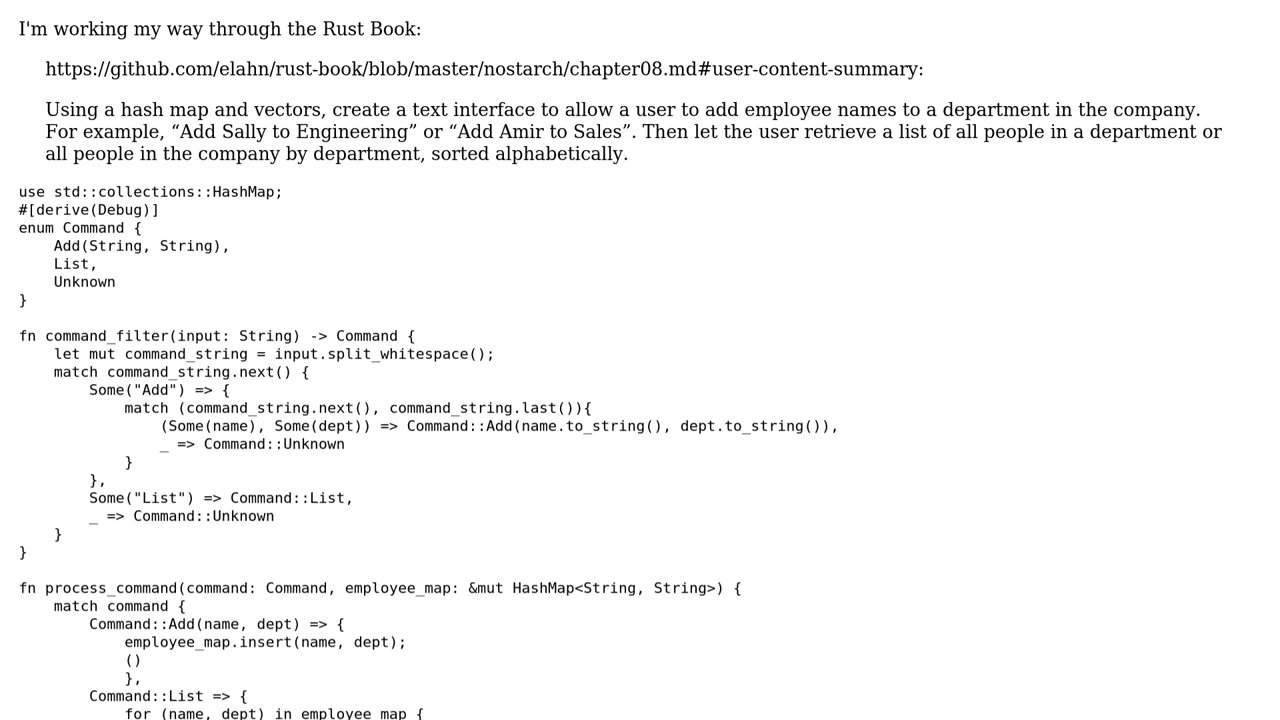 I'm working my way through the Rust Book:
https://github.com/elahn/rust-book/blob/master/nostarch/chapter08.md#user-content-summary:
Using a hash map and vectors, create a text interface to allow a user to add employee names to a department in the company.
For example, “Add Sally to Engineering” or “Add Amir to Sales”. Then let the user retrieve a list of all people in a department or
all people in the company by department, sorted alphabetically.
use std::collections::HashMap;
#[derive(Debug)]
enum Command {
    Add(String, String),
    List,
    Unknown
}
fn command_filter(input: String) -> Command {
    let mut command_string = input.split_whitespace();
    match command_string.next() {
        Some("Add") => {
            match (command_string.next(), command_string.last()){
                (Some(name), Some(dept)) => Command::Add(name.to_string(), dept.to_string()),
                _ => Command::Unknown
            }
        },
        Some("List") => Command::List,
        _ => Command::Unknown
    }
}
fn process_command(command: Command, employee_map: &mut HashMap<String, String>) {
    match command {
        Command::Add(name, dept) => {
            employee_map.insert(name, dept);
            ()
            },
        Command::List => {
            for (name, dept) in employee_map {